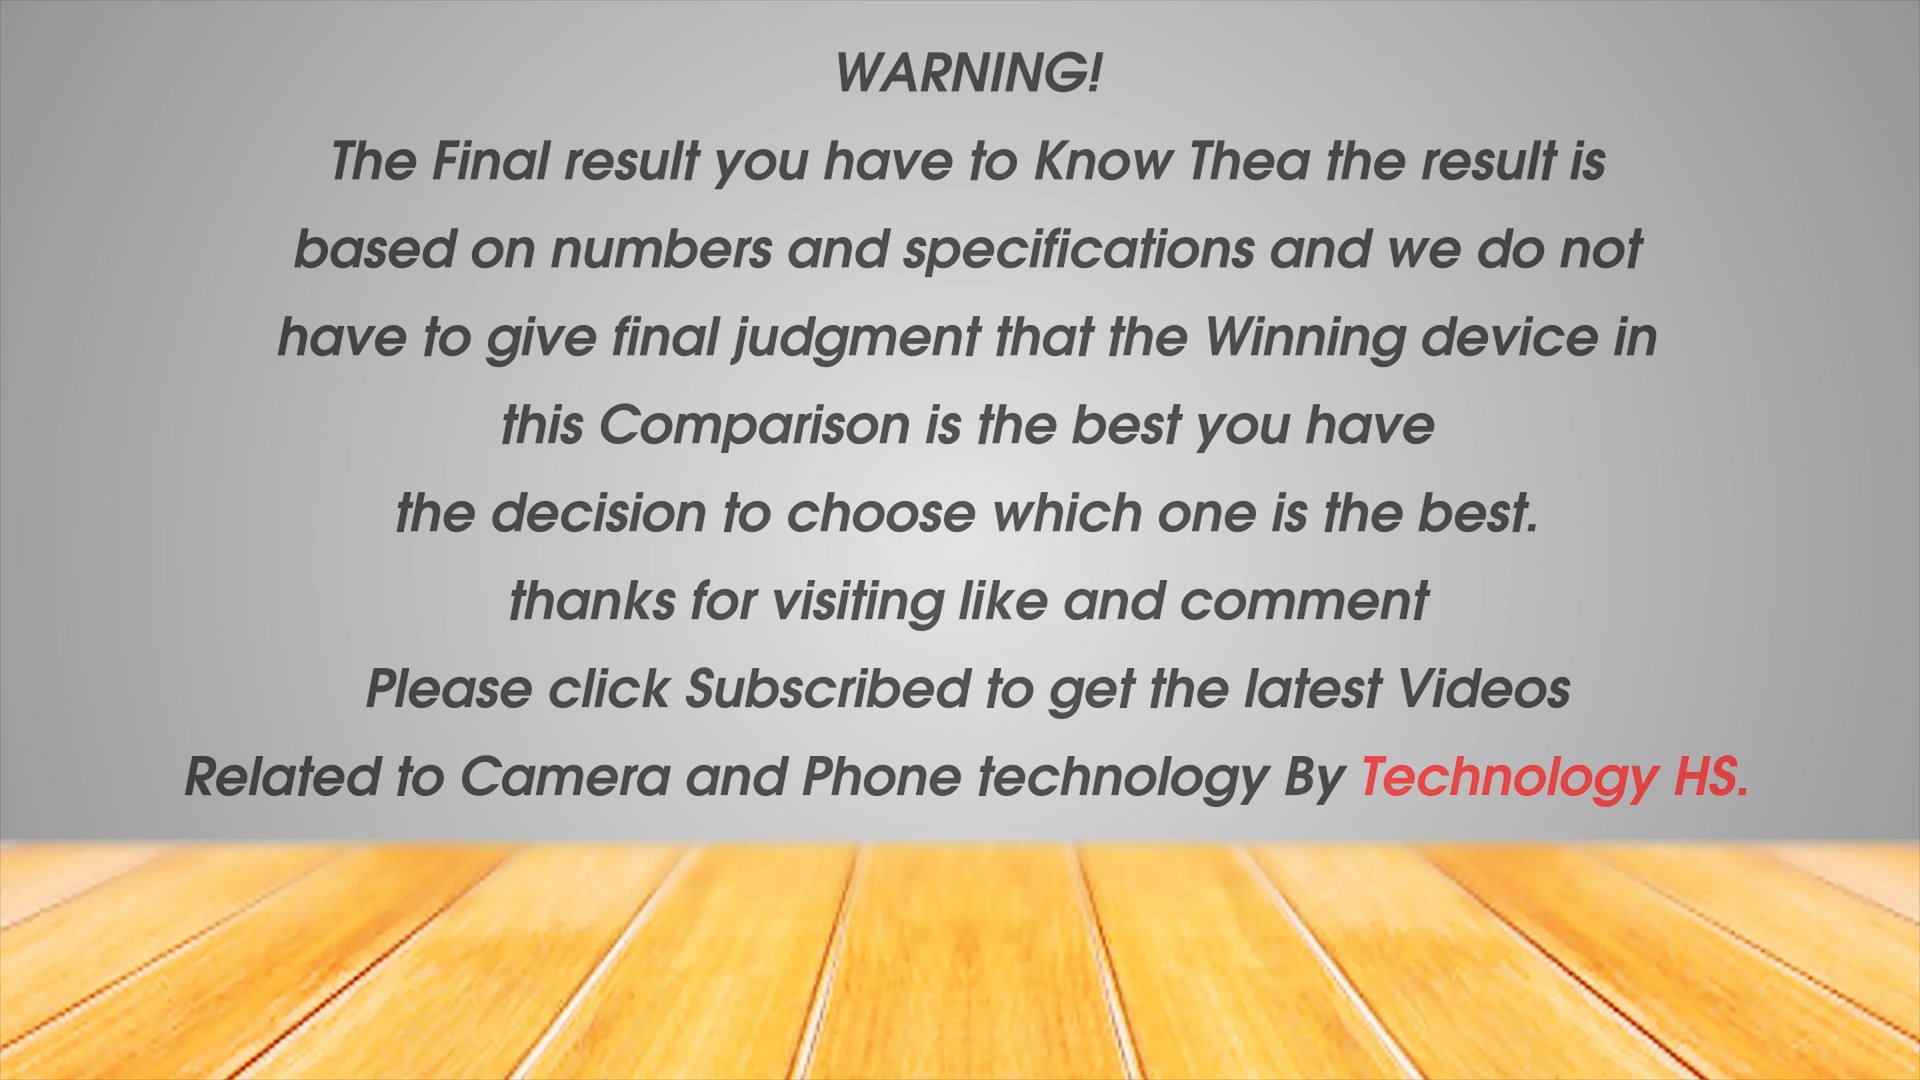 WARNING!
The Final result you have to Know Thea the result is
based on numbers and specifications and we do not
have to give final judgment that the Winning device in
this Comparison is the best you have
the decision to choose which one is the best.
thanks for visiting like and comment
Please click Subscribed to get the latest Videos
Related to Camera and Phone technology By Technology HS.